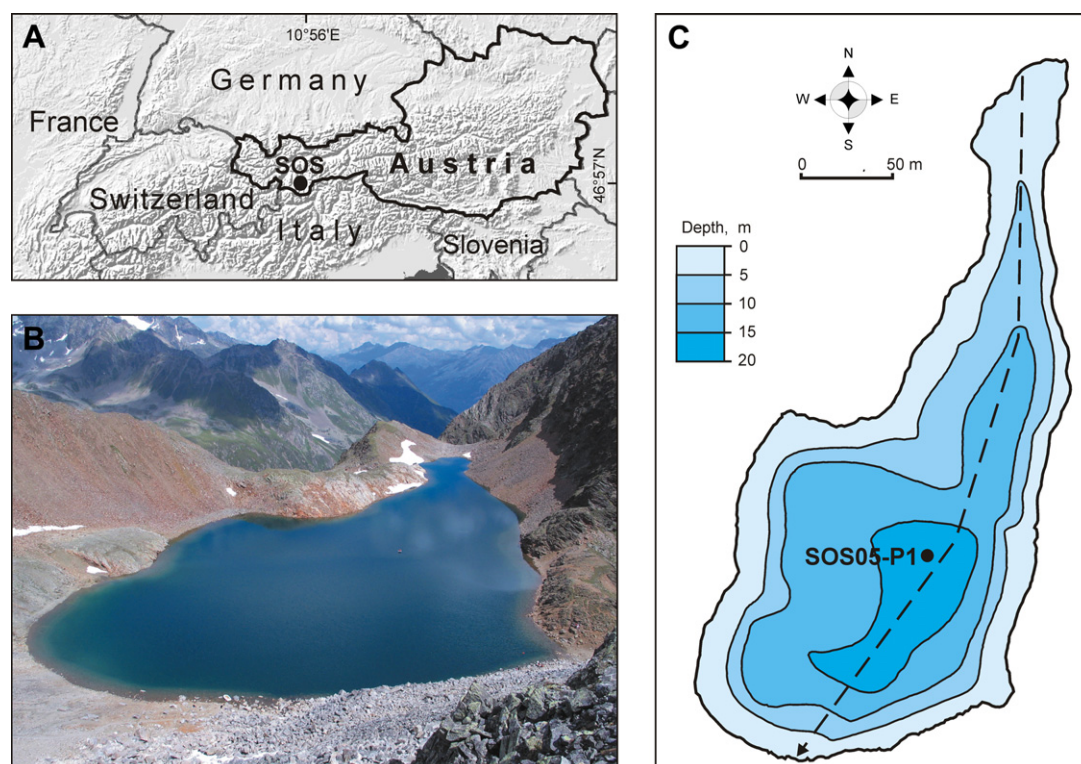 A
10°56'E
Germany
France
SOS
Austria
Switzerland
46°57'N
Italy
Slovenia
B
C
N
W E
S
0 50 m
Depth, m
0
5
10
15
20
SOS05-P1